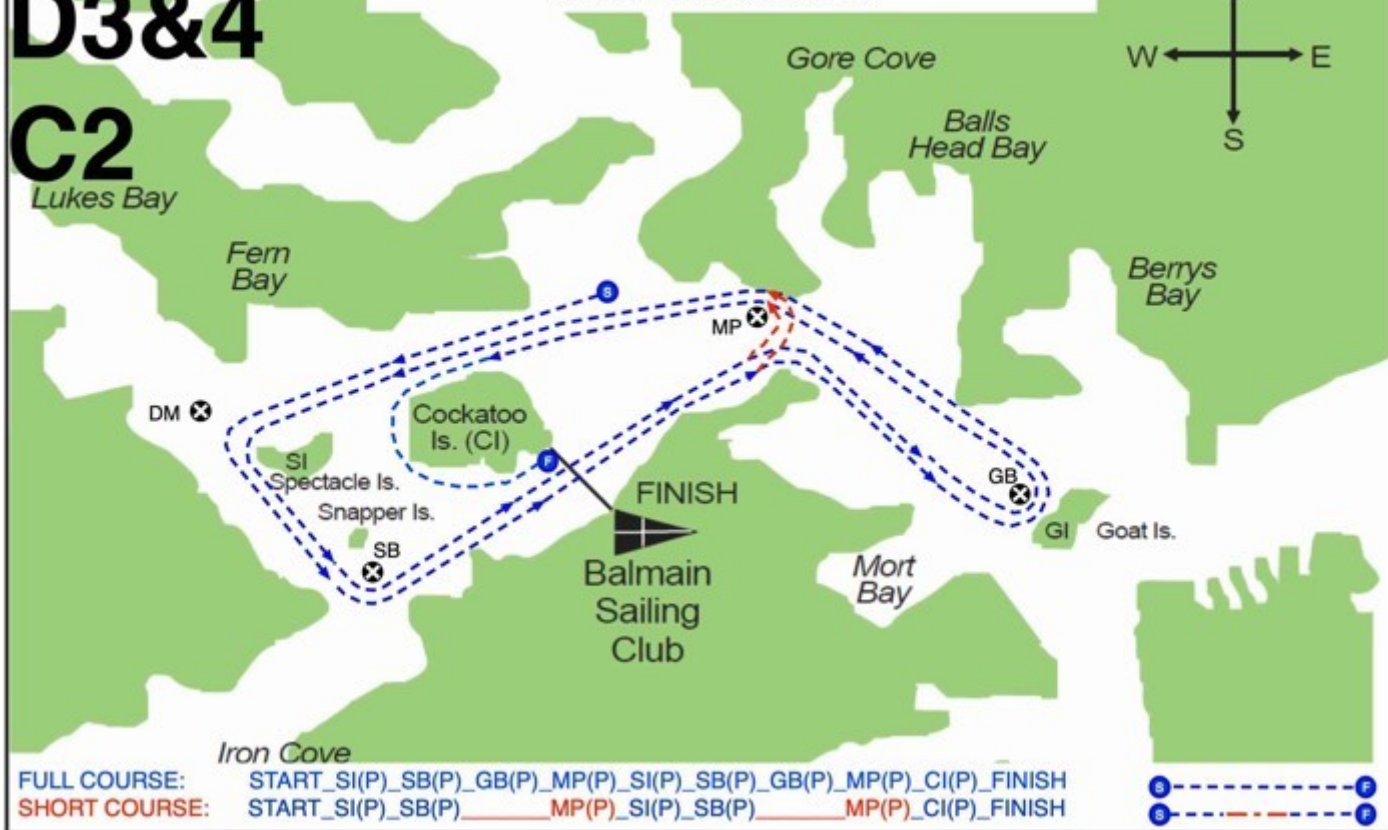 D3&4
C2
Gore Cove
W E
S
Balls
Head Bay
Lukes Bay
Fern
Bay
Berrys
Bay
S
MP
DM
Cockatoo
Is. (CI)
SI
Spectacle Is.
F
GB
FINISH
Snapper Is.
GI Goat Is.
SB
Balmain
Sailing
Club
Mort
Bay
Iron Cove
FULL COURSE: START_SI(P)_SB(P)_GB(P)_MP(P)_SI(P)_SB(P)_GB(P)_MP(P)_CI(P)_FINISH
S F
SHORT COURSE: START_SI(P)_SB(P)______MP(P)_SI(P)_SB(P)______MP(P)_CI(P)_FINISH
S F